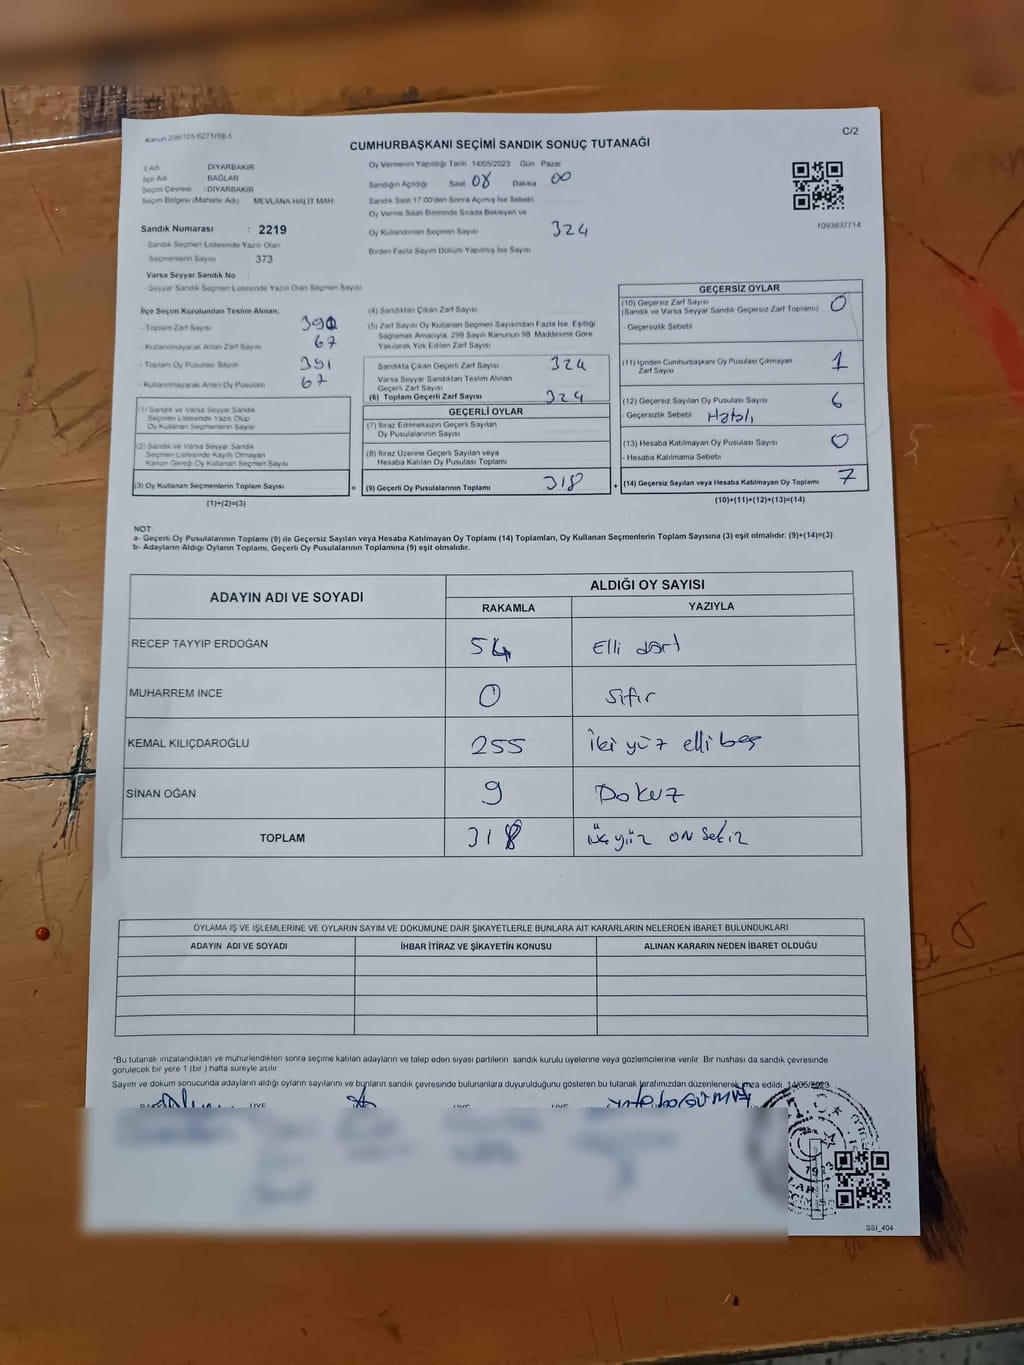 Kanun 298/105 6271/18-1
C/2
CUMHURBAŞKANI SEÇİMİ SANDIK SONUÇ TUTANAĞI
İl Adı DİYARBAKIR
İlçe Adı BAĞLAR
Seçim Çevresi : DİYARBAKIR
Seçim Bölgesi (Mahalle Adı) MEVLANA HALİT MAH.
Sandık Numarası : 2219
- Sandık Seçmen Listesinde Yazılı Olan
Seçmenlerin Sayısı 373
Varsa Seyyar Sandık No :
- Seyyar Sandık Seçmen Listesinde Yazılı Olan Seçmen Sayısı
Oy Vermenin Yapıldığı Tarih 14/05/2023 Gün Pazar
Sandığın Açıldığı Saat 08 Dakika 00
Sandık Saat 17.00'den Sonra Açılmış İse Sebebi
Oy Verme Saati Bitiminde Sırada Bekleyen ve
Oy Kullandırılan Seçmen Sayısı 324
Birden Fazla Sayım Döküm Yapılmış İse Sayısı
1093837714
İlçe Seçim Kurulundan Teslim Alınan,
- Toplam Zarf Sayısı
- Kullanılmayarak Artan Zarf Sayısı 67
- Toplam Oy Pusulası 391
- Kullanılmayarak Artan Oy Pusulası 67
(1) Sandık ve Varsa Seyyar Sandık
Seçmen Listesinde Yazılı Olup
Oy Kullanan Seçmenlerin Sayısı
(2) Sandık ve Varsa Seyyar Sandık
Seçmen Listesinde Kayıtlı Olmayan
Kanun Gereği Oy Kullanan Seçmen Sayısı
(3) Oy Kullanan Seçmenlerin Toplam Sayısı =
(1)+(2)=(3)
(4) Sandıktan Çıkan Zarf Sayısı
(5) Zarf Sayısı Oy Kullanan Seçmen Sayısından Fazla İse, Eşitliği
Sağlamak Amacıyla, 298 Sayılı Kanunun 98. Maddesine Göre
Yakılarak Yok Edilen Zarf Sayısı
Sandıkta Çıkan Geçerli Zarf Sayısı 324
Varsa Seyyar Sandıktan Teslim Alınan
Geçerli Zarf Sayısı
(6) Toplam Geçerli Zarf Sayısı 324
GEÇERLİ OYLAR
(7) İtiraz Edilmeksizin Geçerli Sayılan
Oy Pusulalarının Sayısı
(8) İtiraz Üzerine Geçerli Sayılan veya
Hesaba Katılan Oy Pusulası Toplamı
(9) Geçerli Oy Pusulalarının Toplamı 318 +
GEÇERSİZ OYLAR
(10) Geçersiz Zarf Sayısı 0
(Sandık ve Varsa Seyyar Sandık Geçersiz Zarf Toplamı)
- Geçersizlik Sebebi
(11) İçinden Cumhurbaşkanı Oy Pusulası Çıkmayan
Zarf Sayısı 1
(12) Geçersiz Sayılan Oy Pusulası Sayısı 6
- Geçersizlik Sebebi Hatalı
(13) Hesaba Katılmayan Oy Pusulası Sayısı 0
- Hesaba Katılmama Sebebi
(14) Geçersiz Sayılan veya Hesaba Katılmayan Oy Toplamı 7
(10)+(11)+(12)+(13)=(14)
NOT:
a- Geçerli Oy Pusulalarının Toplamı (9) ile Geçersiz Sayılan veya Hesaba Katılmayan Oy Toplamı (14) Toplamları, Oy Kullanan Seçmenlerin Toplam Sayısına (3) eşit olmalıdır. (9)+(14)=(3)
b- Adayların Aldığı Oyların Toplamı, Geçerli Oy Pusulalarının Toplamına (9) eşit olmalıdır.
ADAYIN ADI VE SOYADI ALDIĞI OY SAYISI
RAKAMLA YAZIYLA
RECEP TAYYİP ERDOĞAN 54 Elli dört
MUHARREM İNCE 0 Sıfır
KEMAL KILIÇDAROĞLU 255 iki yüz elli beş
SİNAN OĞAN 9 Dokuz
TOPLAM 318 üç yüz on sekiz
OYLAMA İŞ VE İŞLEMLERİNE VE OYLARIN SAYIM VE DÖKÜMÜNE DAİR ŞİKAYETLERLE BUNLARA AİT KARARLARIN NELERDEN İBARET BULUNDUKLARI
ADAYIN ADI VE SOYADI İHBAR İTİRAZ VE ŞİKAYETİN KONUSU ALINAN KARARIN NEDEN İBARET OLDUĞU
*Bu tutanak imzalandıktan ve mühürlendikten sonra seçime katılan adayların ve talep eden siyasi partilerin sandık kurulu üyelerine veya gözlemcilerine verilir. Bir nüshası da sandık çevresinde
görülecek bir yere 1 (bir) hafta süreyle asılır.
Sayım ve döküm sonucunda adayların aldığı oyların sayılarını ve bunların sandık çevresinde bulunanlara duyurulduğunu gösteren bu tutanak tarafımızdan düzenlenerek imza edildi. 14/05/2023
ÜYE ÜYE ÜYE
SSI_404